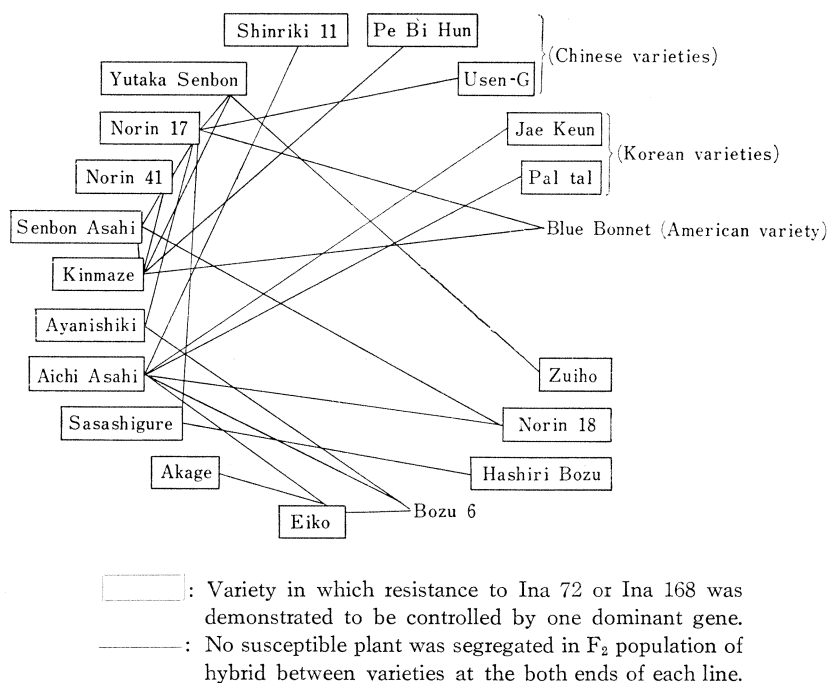 Shinriki 11
Pe Bi Hun
(Chinese varieties)
Yutaka Senbon
Usen-G
Norin 17
Jae Keun
(Korean varieties)
Norin 41
Pal tal
Senbon Asahi
Blue Bonnet (American variety)
Kinmaze
Ayanishiki
Aichi Asahi
Zuiho
Sasashigure
Norin 18
Akage
Hashiri Bozu
Eiko
Bozu 6
: Variety in which resistance to Ina 72 or Ina 168 was
demonstrated to be controlled by one dominant gene.
: No susceptible plant was segregated in F₂ population of
hybrid between varieties at the both ends of each line.